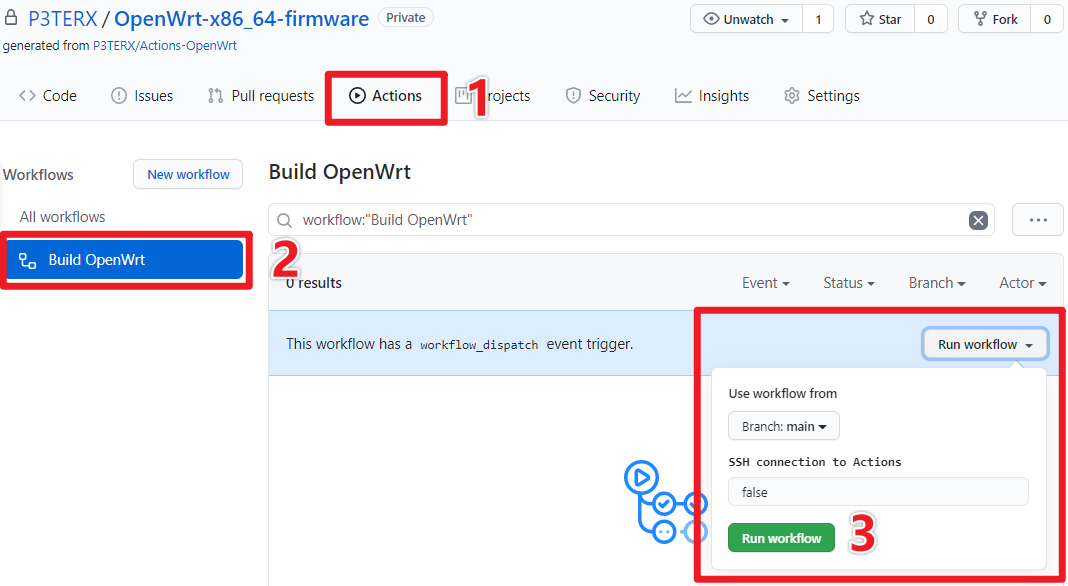 P3TERX / OpenWrt-x86_64-firmware Private Unwatch 1 Star 0 Fork 0
generated from P3TERX/Actions-OpenWrt
Code Issues Pull requests Actions 1 rojects Security Insights Settings
Workflows New workflow Build OpenWrt
All workflows workflow:"Build OpenWrt" ...
Build OpenWrt 2
0 results Event Status Branch Actor
This workflow has a workflow_dispatch event trigger. Run workflow
Use workflow from
Branch: main
SSH connection to Actions
false
Run workflow 3